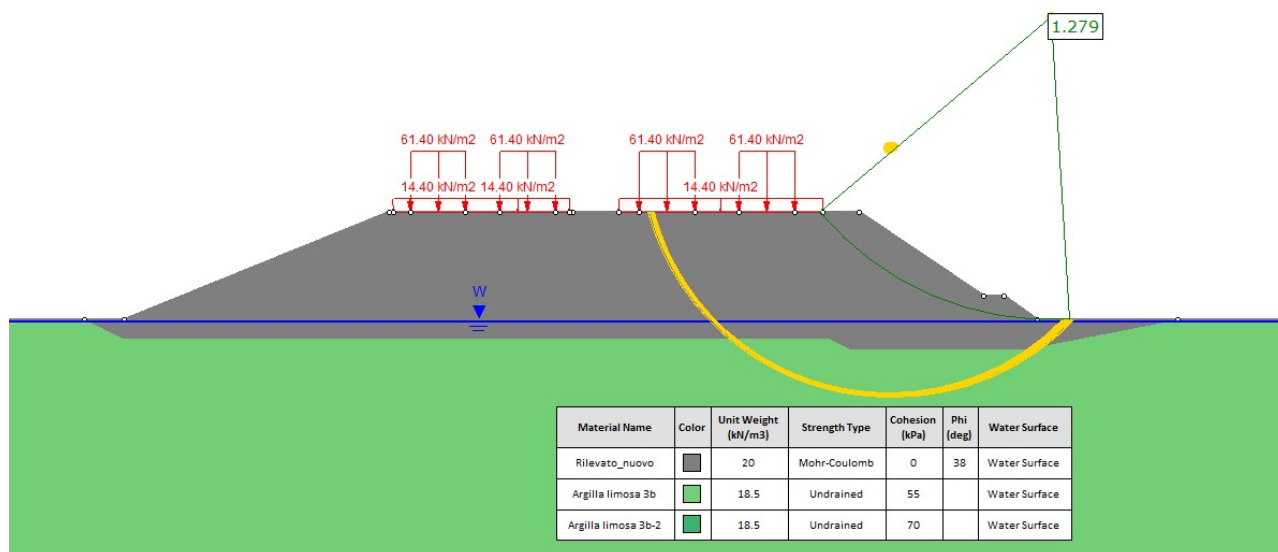 1.279
61.40 kN/m2 61.40 kN/m2 61.40 kN/m2 61.40 kN/m2
14.40 kN/m2 14.40 kN/m2 14.40 kN/m2
W
Material Name Color Unit Weight (kN/m3) Strength Type Cohesion (kPa) Phi (deg) Water Surface
Rilevato_nuovo 20 Mohr-Coulomb 0 38 Water Surface
Argilla limosa 3b 18.5 Undrained 55 Water Surface
Argilla limosa 3b-2 18.5 Undrained 70 Water Surface